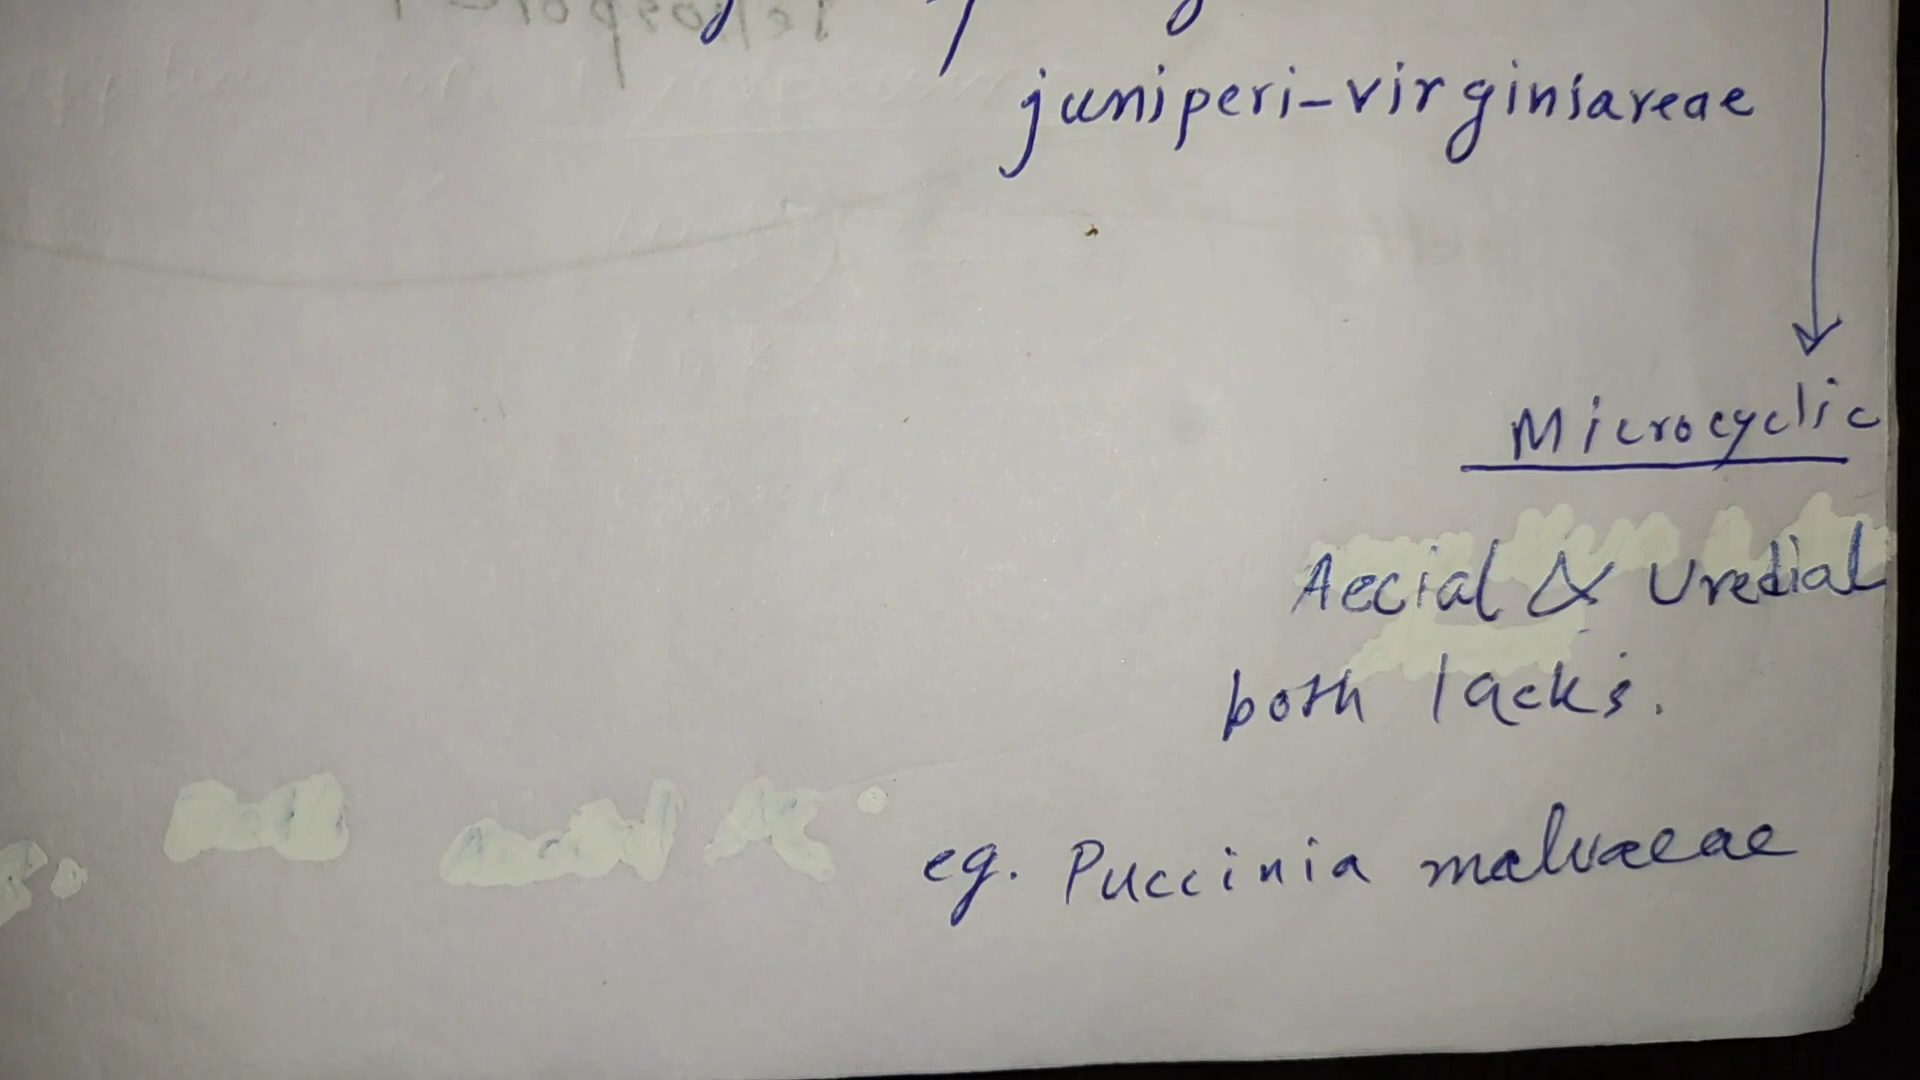 juniperi-virginiareae
Microcyclic
Aecial & Uredial
both lacks.
eg. Puccinia malvaeae